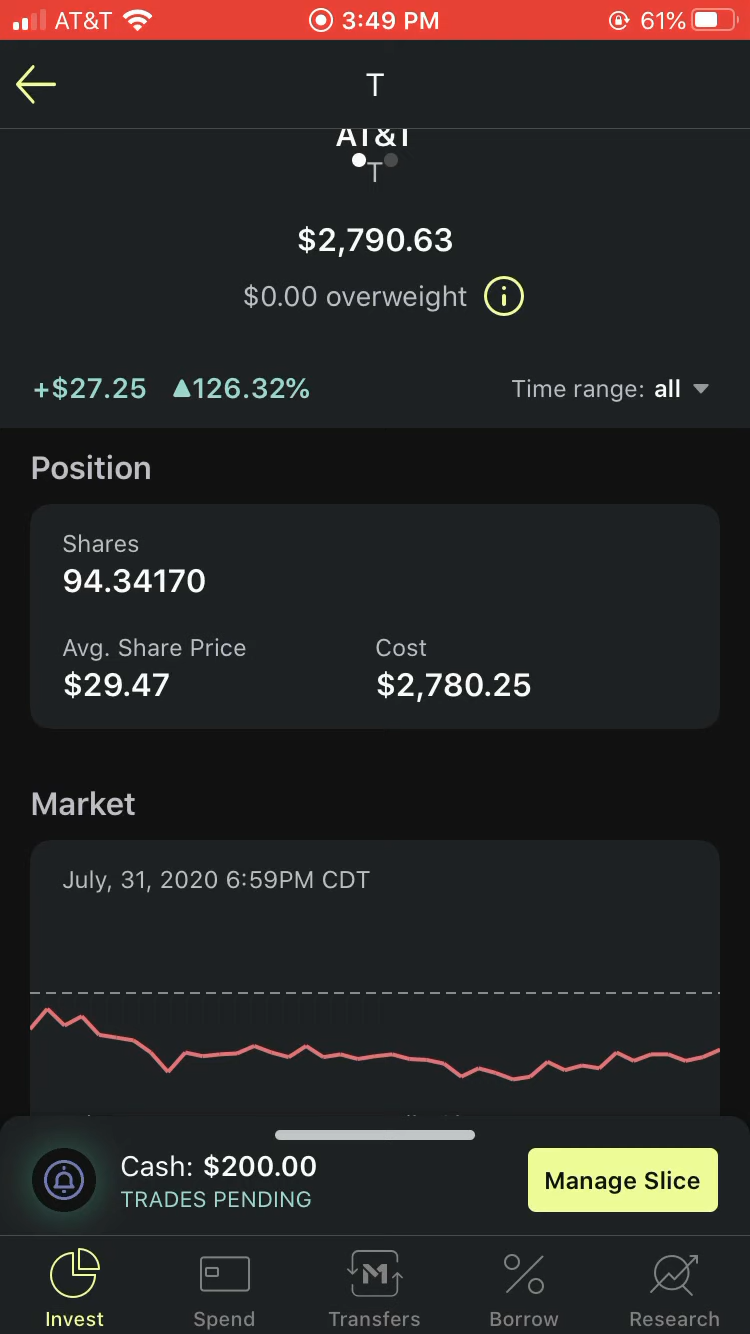 AT&T 3:49 PM 61%
T
AT&T
T
$2,790.63
$0.00 overweight
+$27.25 ▲126.32% Time range: all
Position
Shares
94.34170
Avg. Share Price Cost
$29.47 $2,780.25
Market
July, 31, 2020 6:59PM CDT
Cash: $200.00
TRADES PENDING
Manage Slice
Invest Spend Transfers Borrow Research